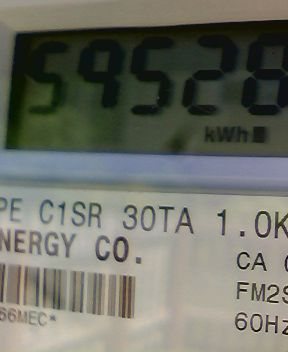 59528
kWh
PE C1SR 30TA 1.0K
NERGY CO.
CA
FM2S
66MEC*
60Hz